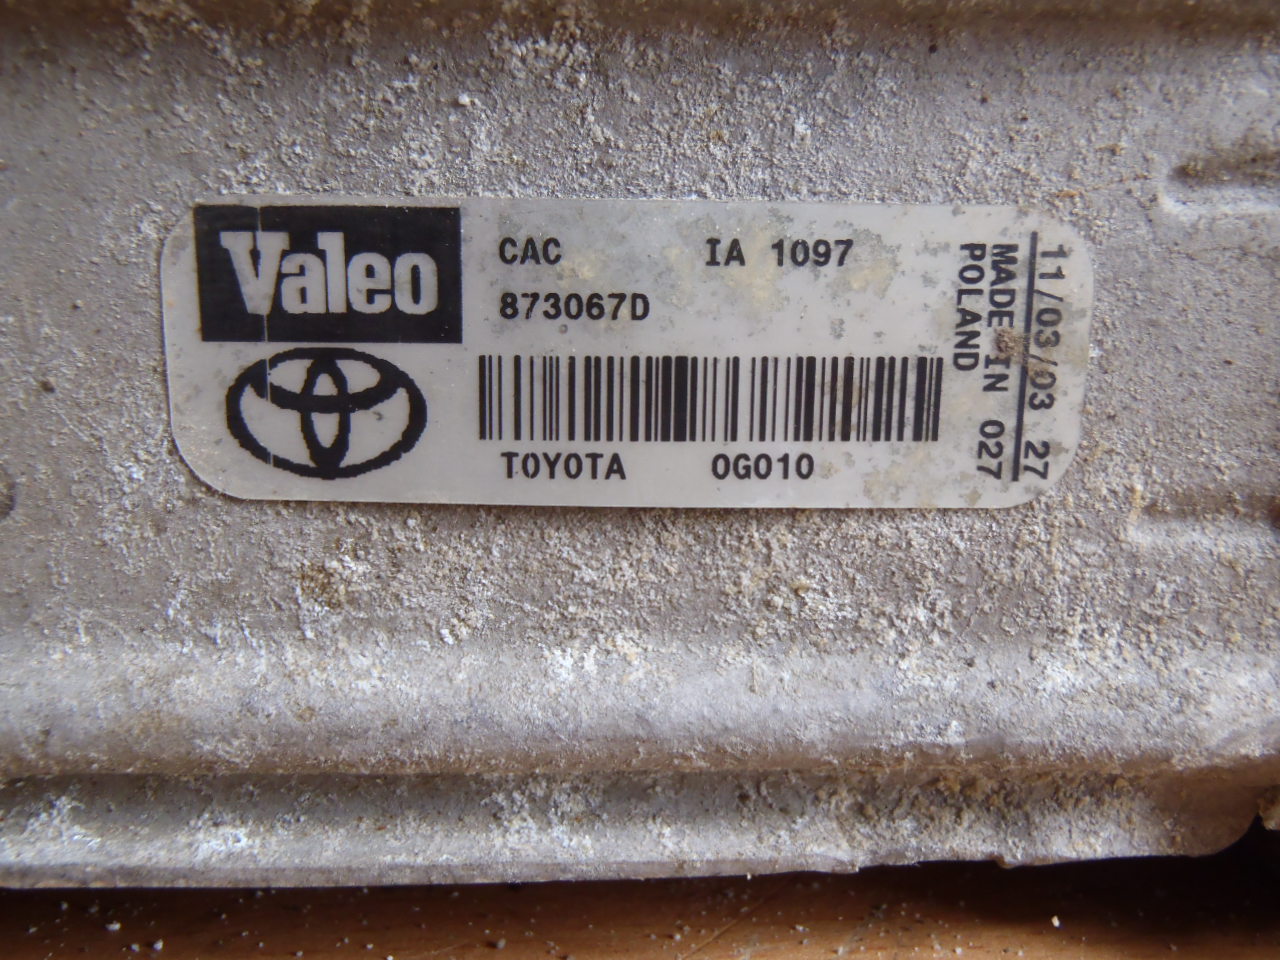 Valeo
CAC IA 1097
873067D
TOYOTA 0G010
11/03/03 27
MADE IN 027
POLAND